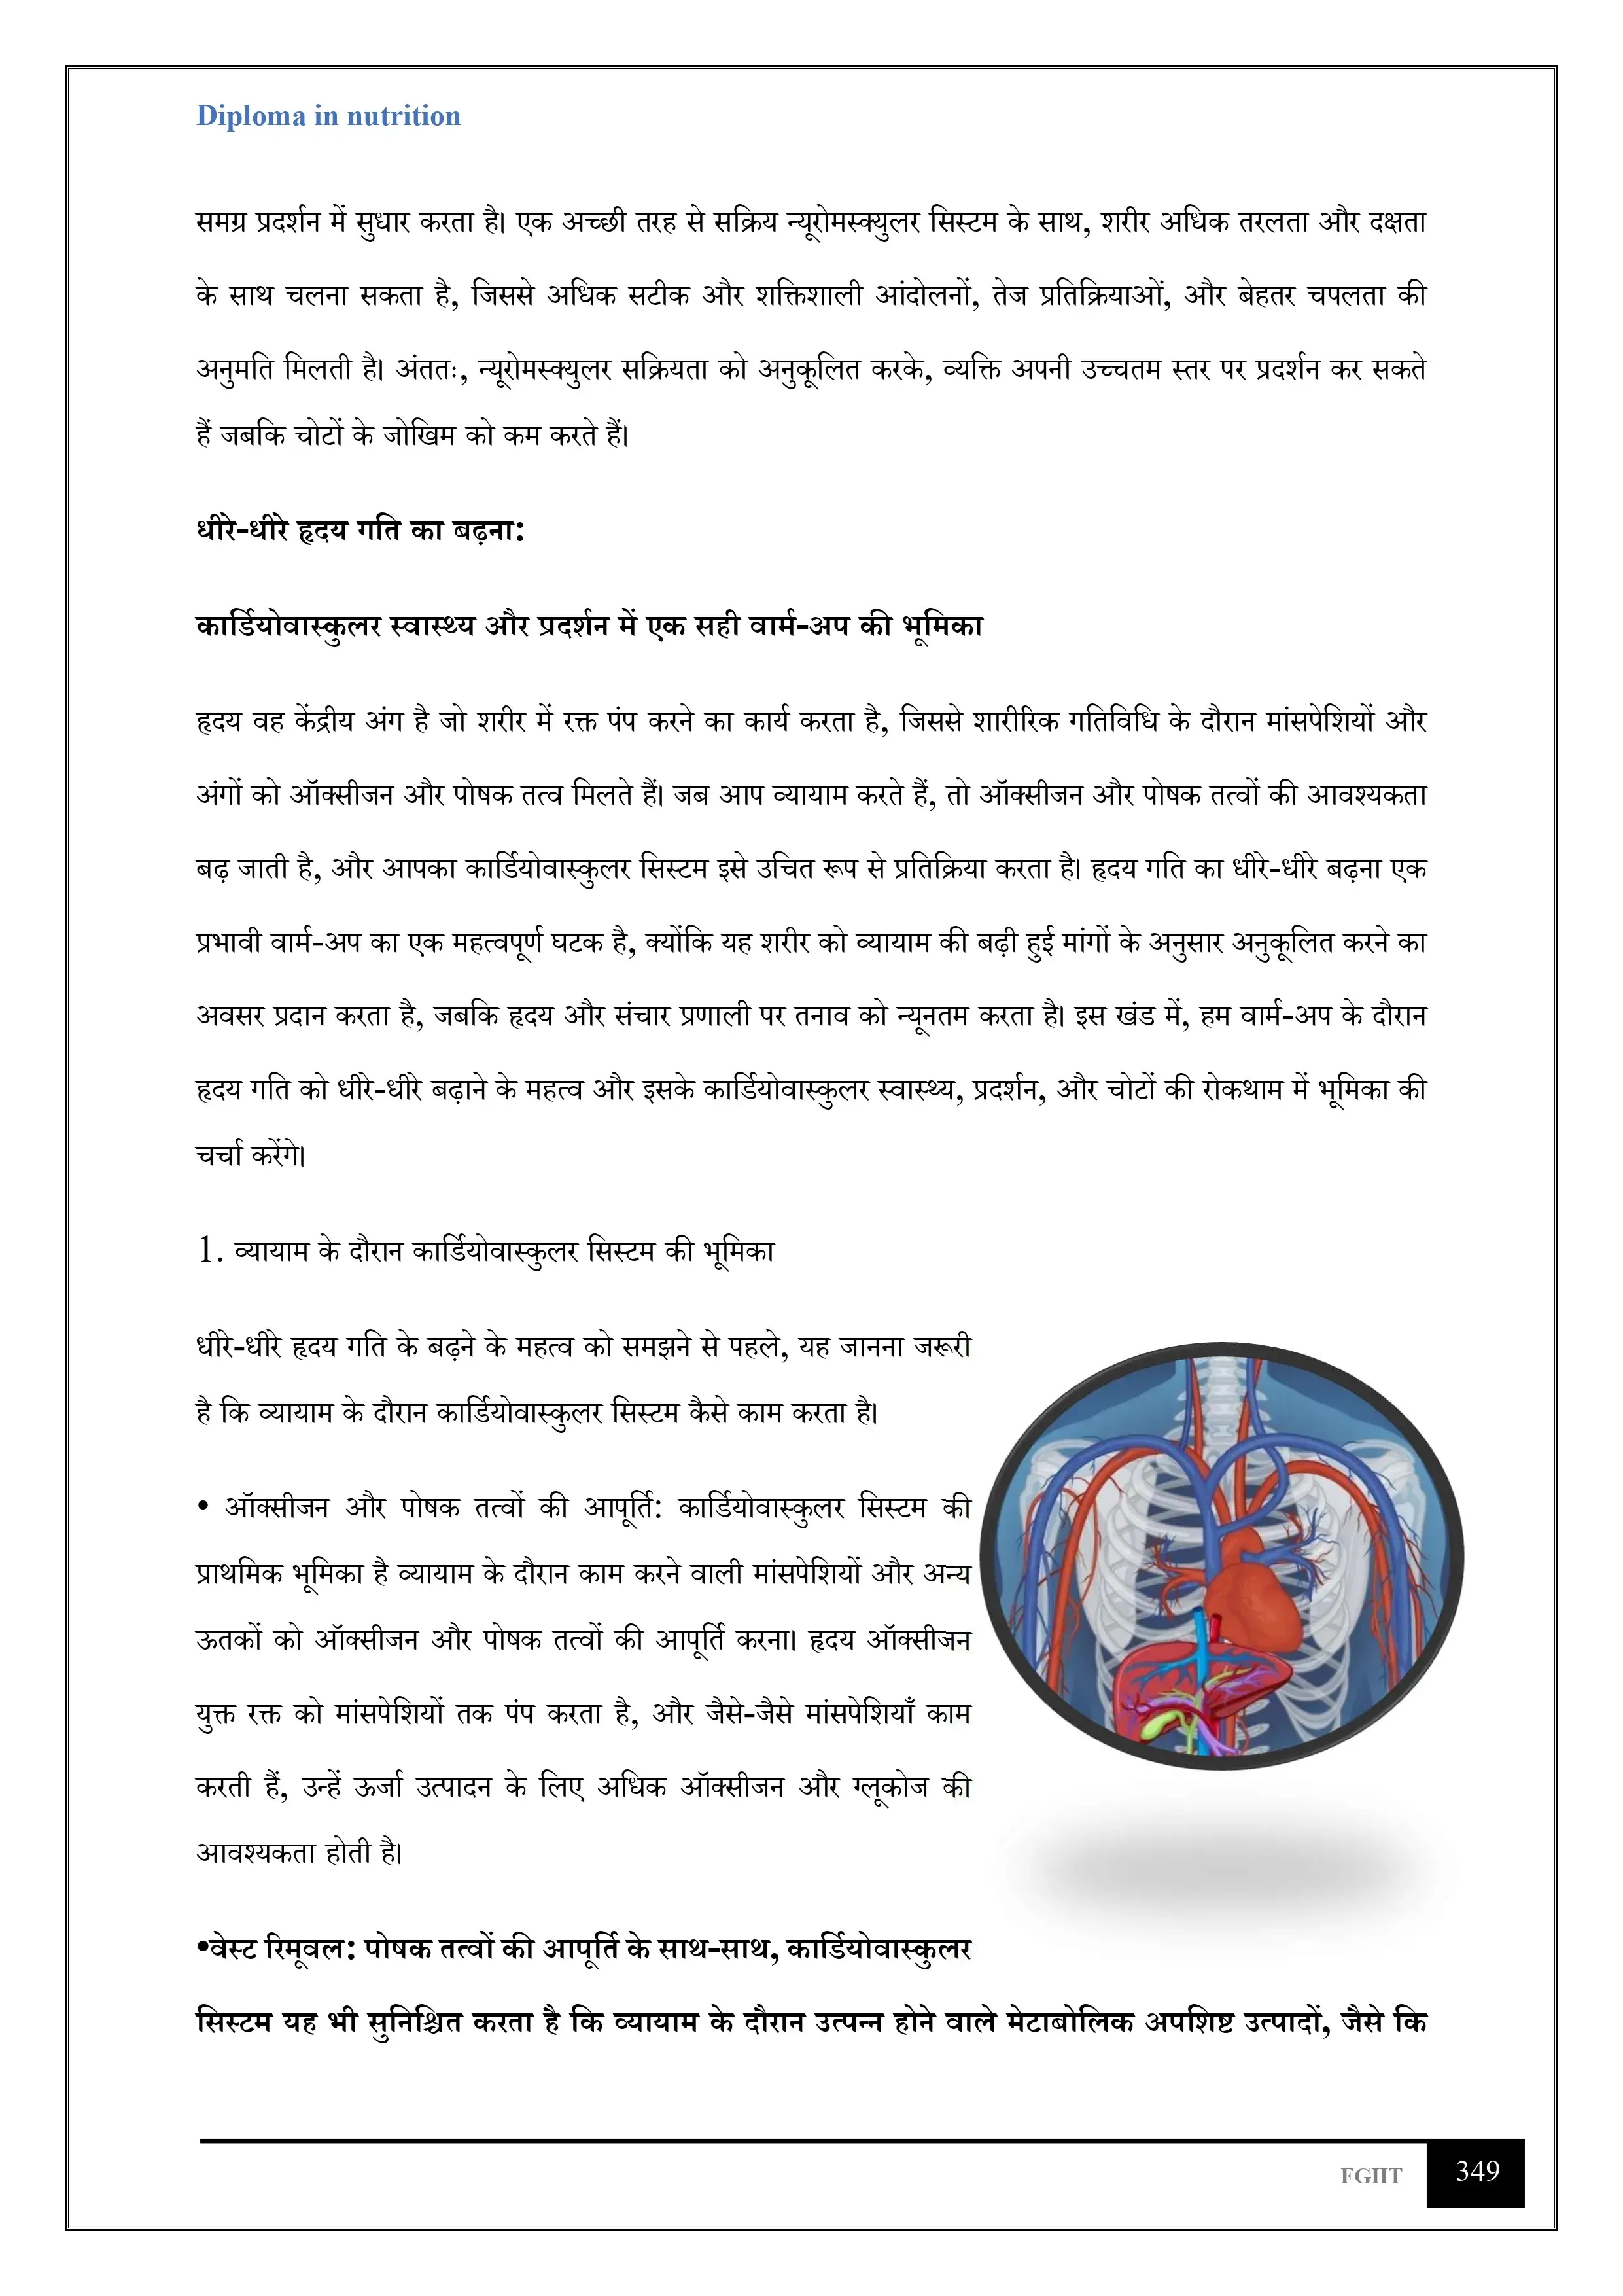 Diploma in nutrition
समग्र प्रदर्शन में सुधार करता है। एक अच्छी तरह से सक्रिय न्यूरोमस्क्युलर सिस्टम के साथ, शरीर अधिक तरलता और दक्षता
के साथ चलना सकता है, जिससे अधिक सटीक और शक्तिशाली आंदोलनों, तेज प्रतिक्रियाओं, और बेहतर चपलता की
अनुमति मिलती है। अंततः, न्यूरोमस्क्युलर सक्रियता को अनुकूलित करके, व्यक्ति अपनी उच्चतम स्तर पर प्रदर्शन कर सकते
हैं जबकि चोटों के जोखिम को कम करते हैं।
धीरे-धीरे हृदय गति का बढ़ना:
कार्डियोवास्कुलर स्वास्थ्य और प्रदर्शन में एक सही वार्म-अप की भूमिका
हृदय वह केंद्रीय अंग है जो शरीर में रक्त पंप करने का कार्य करता है, जिससे शारीरिक गतिविधि के दौरान मांसपेशियों और
अंगों को ऑक्सीजन और पोषक तत्व मिलते हैं। जब आप व्यायाम करते हैं, तो ऑक्सीजन और पोषक तत्वों की आवश्यकता
बढ़ जाती है, और आपका कार्डियोवास्कुलर सिस्टम इसे उचित रूप से प्रतिक्रिया करता है। हृदय गति का धीरे-धीरे बढ़ना एक
प्रभावी वार्म-अप का एक महत्वपूर्ण घटक है, क्योंकि यह शरीर को व्यायाम की बढ़ी हुई मांगों के अनुसार अनुकूलित करने का
अवसर प्रदान करता है, जबकि हृदय और संचार प्रणाली पर तनाव को न्यूनतम करता है। इस खंड में, हम वार्म-अप के दौरान
हृदय गति को धीरे-धीरे बढ़ाने के महत्व और इसके कार्डियोवास्कुलर स्वास्थ्य, प्रदर्शन, और चोटों की रोकथाम में भूमिका की
चर्चा करेंगे।
1. व्यायाम के दौरान कार्डियोवास्कुलर सिस्टम की भूमिका
धीरे-धीरे हृदय गति के बढ़ने के महत्व को समझने से पहले, यह जानना जरूरी
है कि व्यायाम के दौरान कार्डियोवास्कुलर सिस्टम कैसे काम करता है।
• ऑक्सीजन और पोषक तत्वों की आपूर्ति: कार्डियोवास्कुलर सिस्टम की
प्राथमिक भूमिका है व्यायाम के दौरान काम करने वाली मांसपेशियों और अन्य
ऊतकों को ऑक्सीजन और पोषक तत्वों की आपूर्ति करना। हृदय ऑक्सीजन
युक्त रक्त को मांसपेशियों तक पंप करता है, और जैसे-जैसे मांसपेशियाँ काम
करती हैं, उन्हें ऊर्जा उत्पादन के लिए अधिक ऑक्सीजन और ग्लूकोज की
आवश्यकता होती है।
•वेस्ट रिमूवल: पोषक तत्वों की आपूर्ति के साथ-साथ, कार्डियोवास्कुलर
सिस्टम यह भी सुनिश्चित करता है कि व्यायाम के दौरान उत्पन्न होने वाले मेटाबोलिक अपशिष्ट उत्पादों, जैसे कि
FGIIT 349